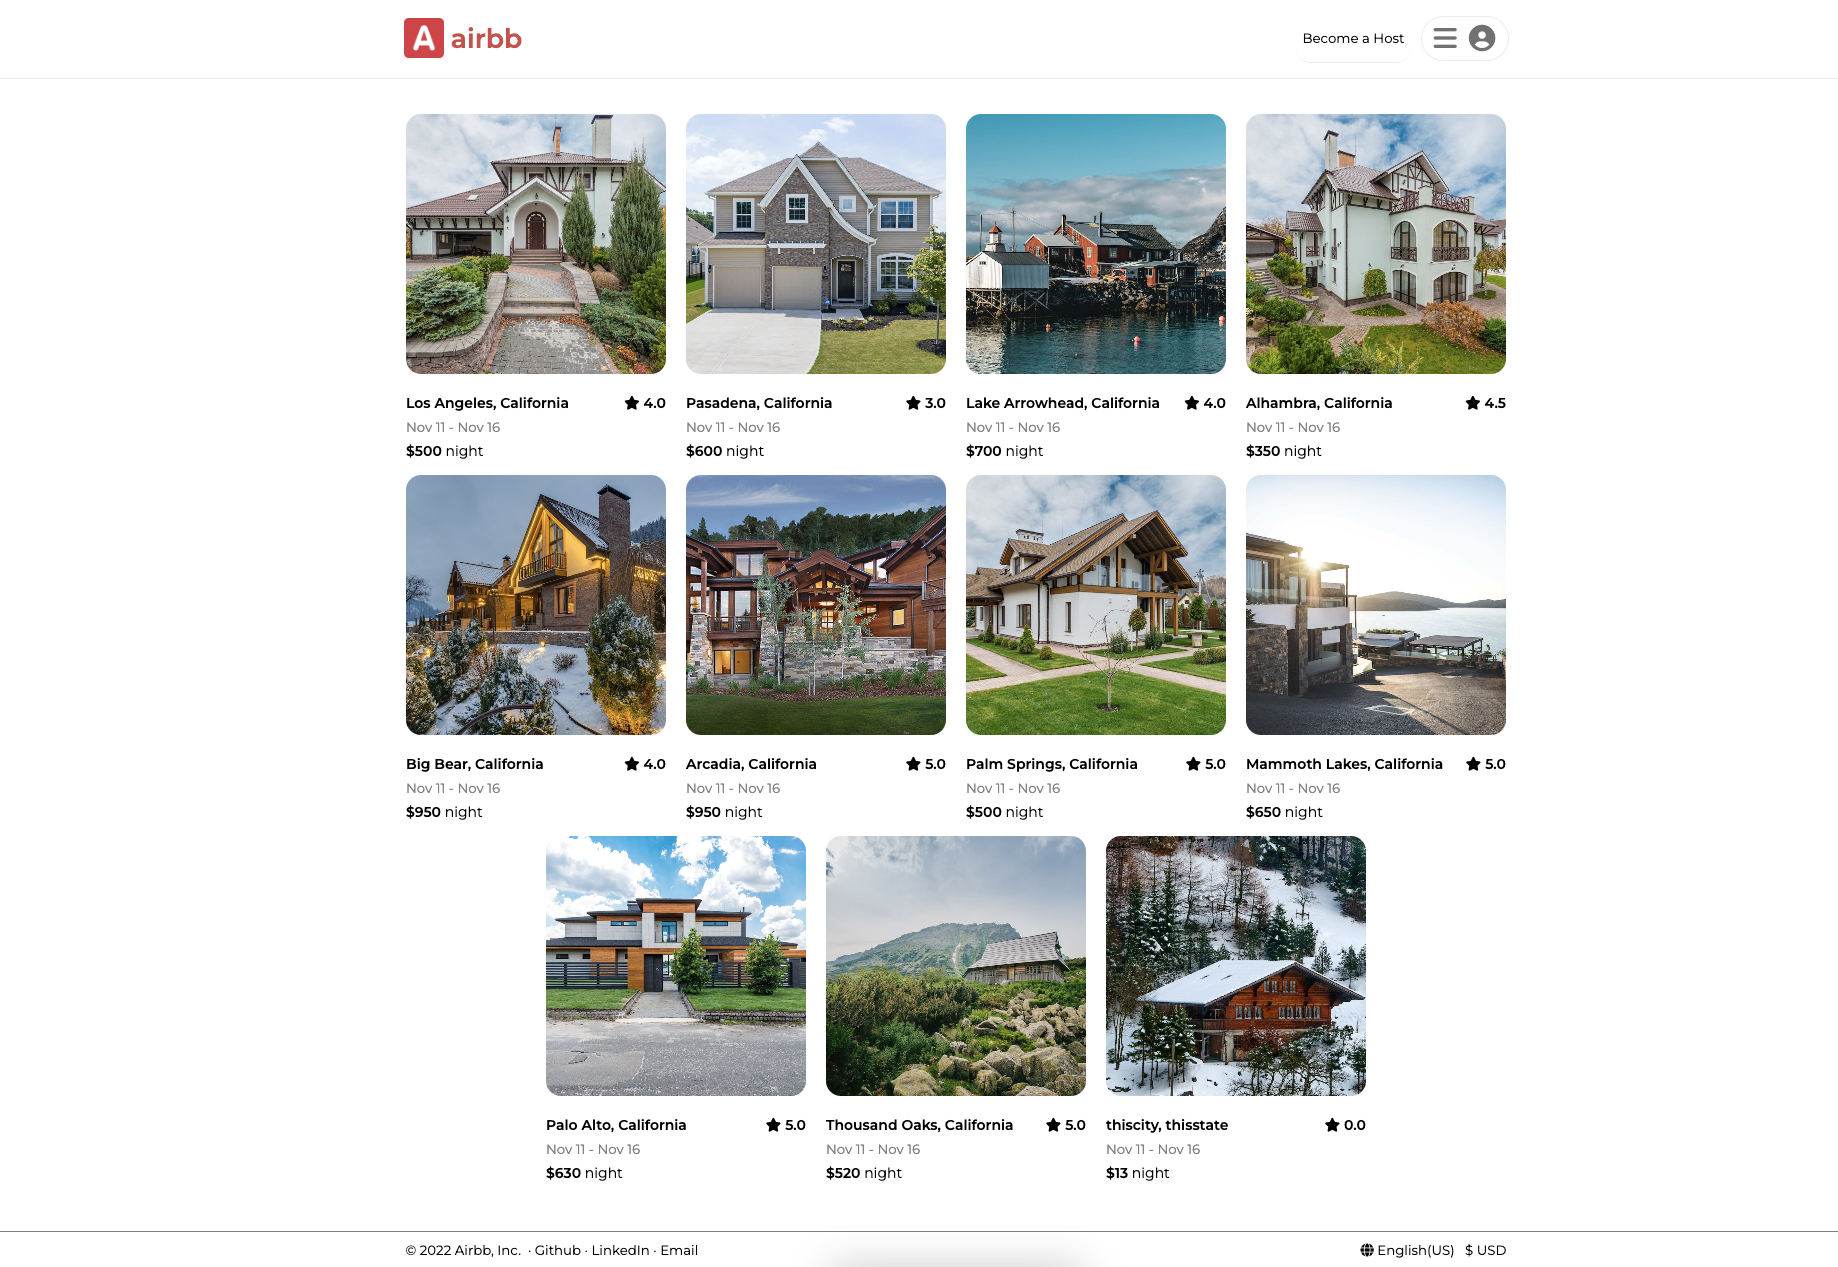 A airbb
Become a Host
Los Angeles, California 4.0
Nov 11 - Nov 16
$500 night
Pasadena, California 3.0
Nov 11 - Nov 16
$600 night
Lake Arrowhead, California 4.0
Nov 11 - Nov 16
$700 night
Alhambra, California 4.5
Nov 11 - Nov 16
$350 night
Big Bear, California 4.0
Nov 11 - Nov 16
$950 night
Arcadia, California 5.0
Nov 11 - Nov 16
$950 night
Palm Springs, California 5.0
Nov 11 - Nov 16
$500 night
Mammoth Lakes, California 5.0
Nov 11 - Nov 16
$650 night
Palo Alto, California 5.0
Nov 11 - Nov 16
$630 night
Thousand Oaks, California 5.0
Nov 11 - Nov 16
$520 night
thiscity, thisstate 0.0
Nov 11 - Nov 16
$13 night
© 2022 Airbb, Inc. · Github · LinkedIn · Email
English(US) $ USD